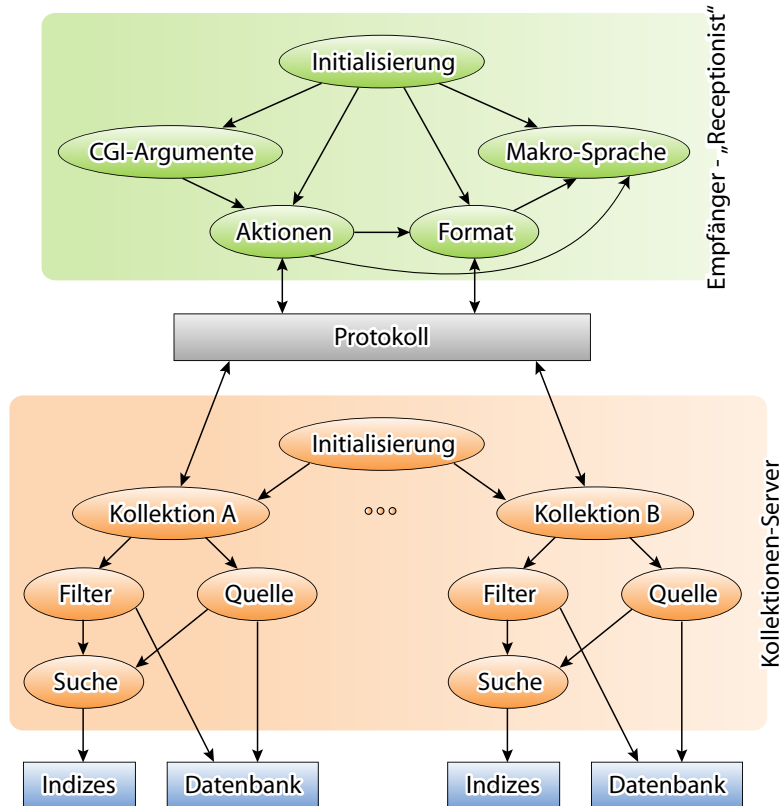 Initialisierung
CGI-Argumente
Makro-Sprache
Aktionen
Format
Empfänger - „Receptionist“
Protokoll
Initialisierung
Kollektion A
Kollektion B
Filter
Quelle
Filter
Quelle
Suche
Suche
Kollektionen-Server
Indizes
Datenbank
Indizes
Datenbank